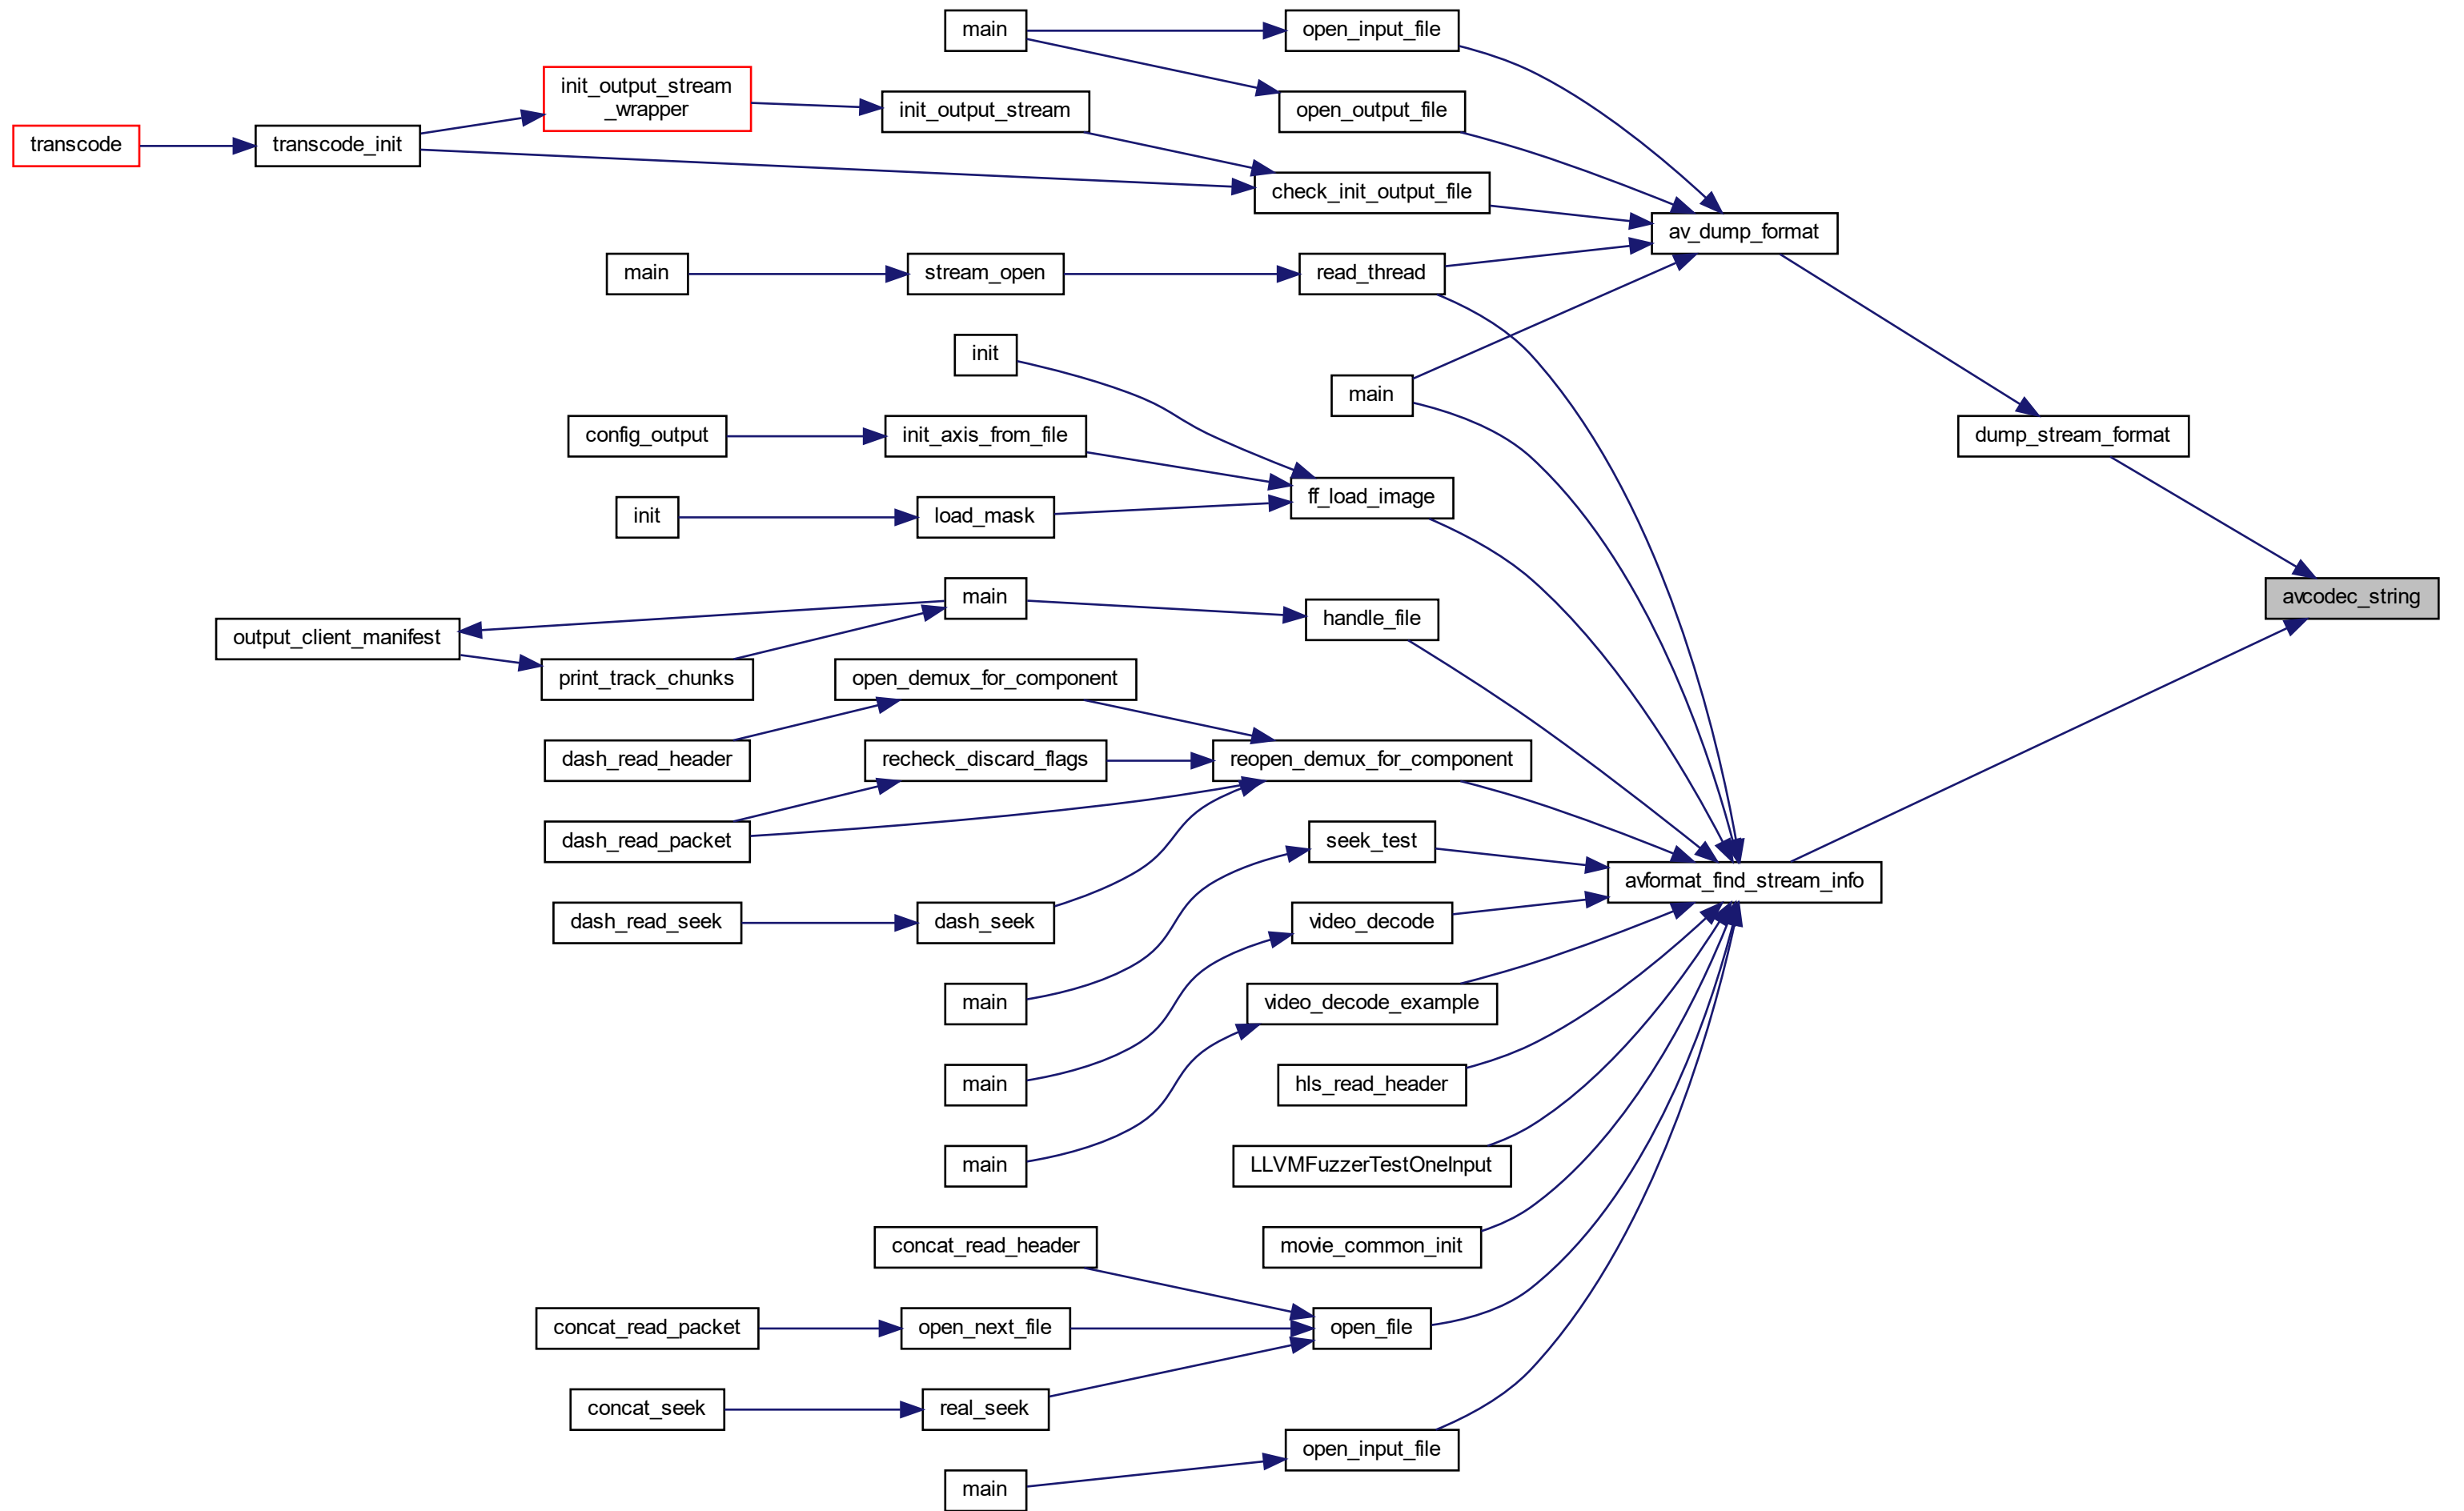 main
open_input_file
init_output_stream
_wrapper
init_output_stream
open_output_file
transcode
transcode_init
check_init_output_file
av_dump_format
main
stream_open
read_thread
init
main
config_output
init_axis_from_file
dump_stream_format
ff_load_image
init
load_mask
main
avcodec_string
handle_file
output_client_manifest
print_track_chunks
open_demux_for_component
dash_read_header
recheck_discard_flags
reopen_demux_for_component
dash_read_packet
seek_test
avformat_find_stream_info
dash_read_seek
dash_seek
video_decode
main
video_decode_example
main
hls_read_header
main
LLVMFuzzerTestOneInput
concat_read_header
movie_common_init
concat_read_packet
open_next_file
open_file
concat_seek
real_seek
open_input_file
main